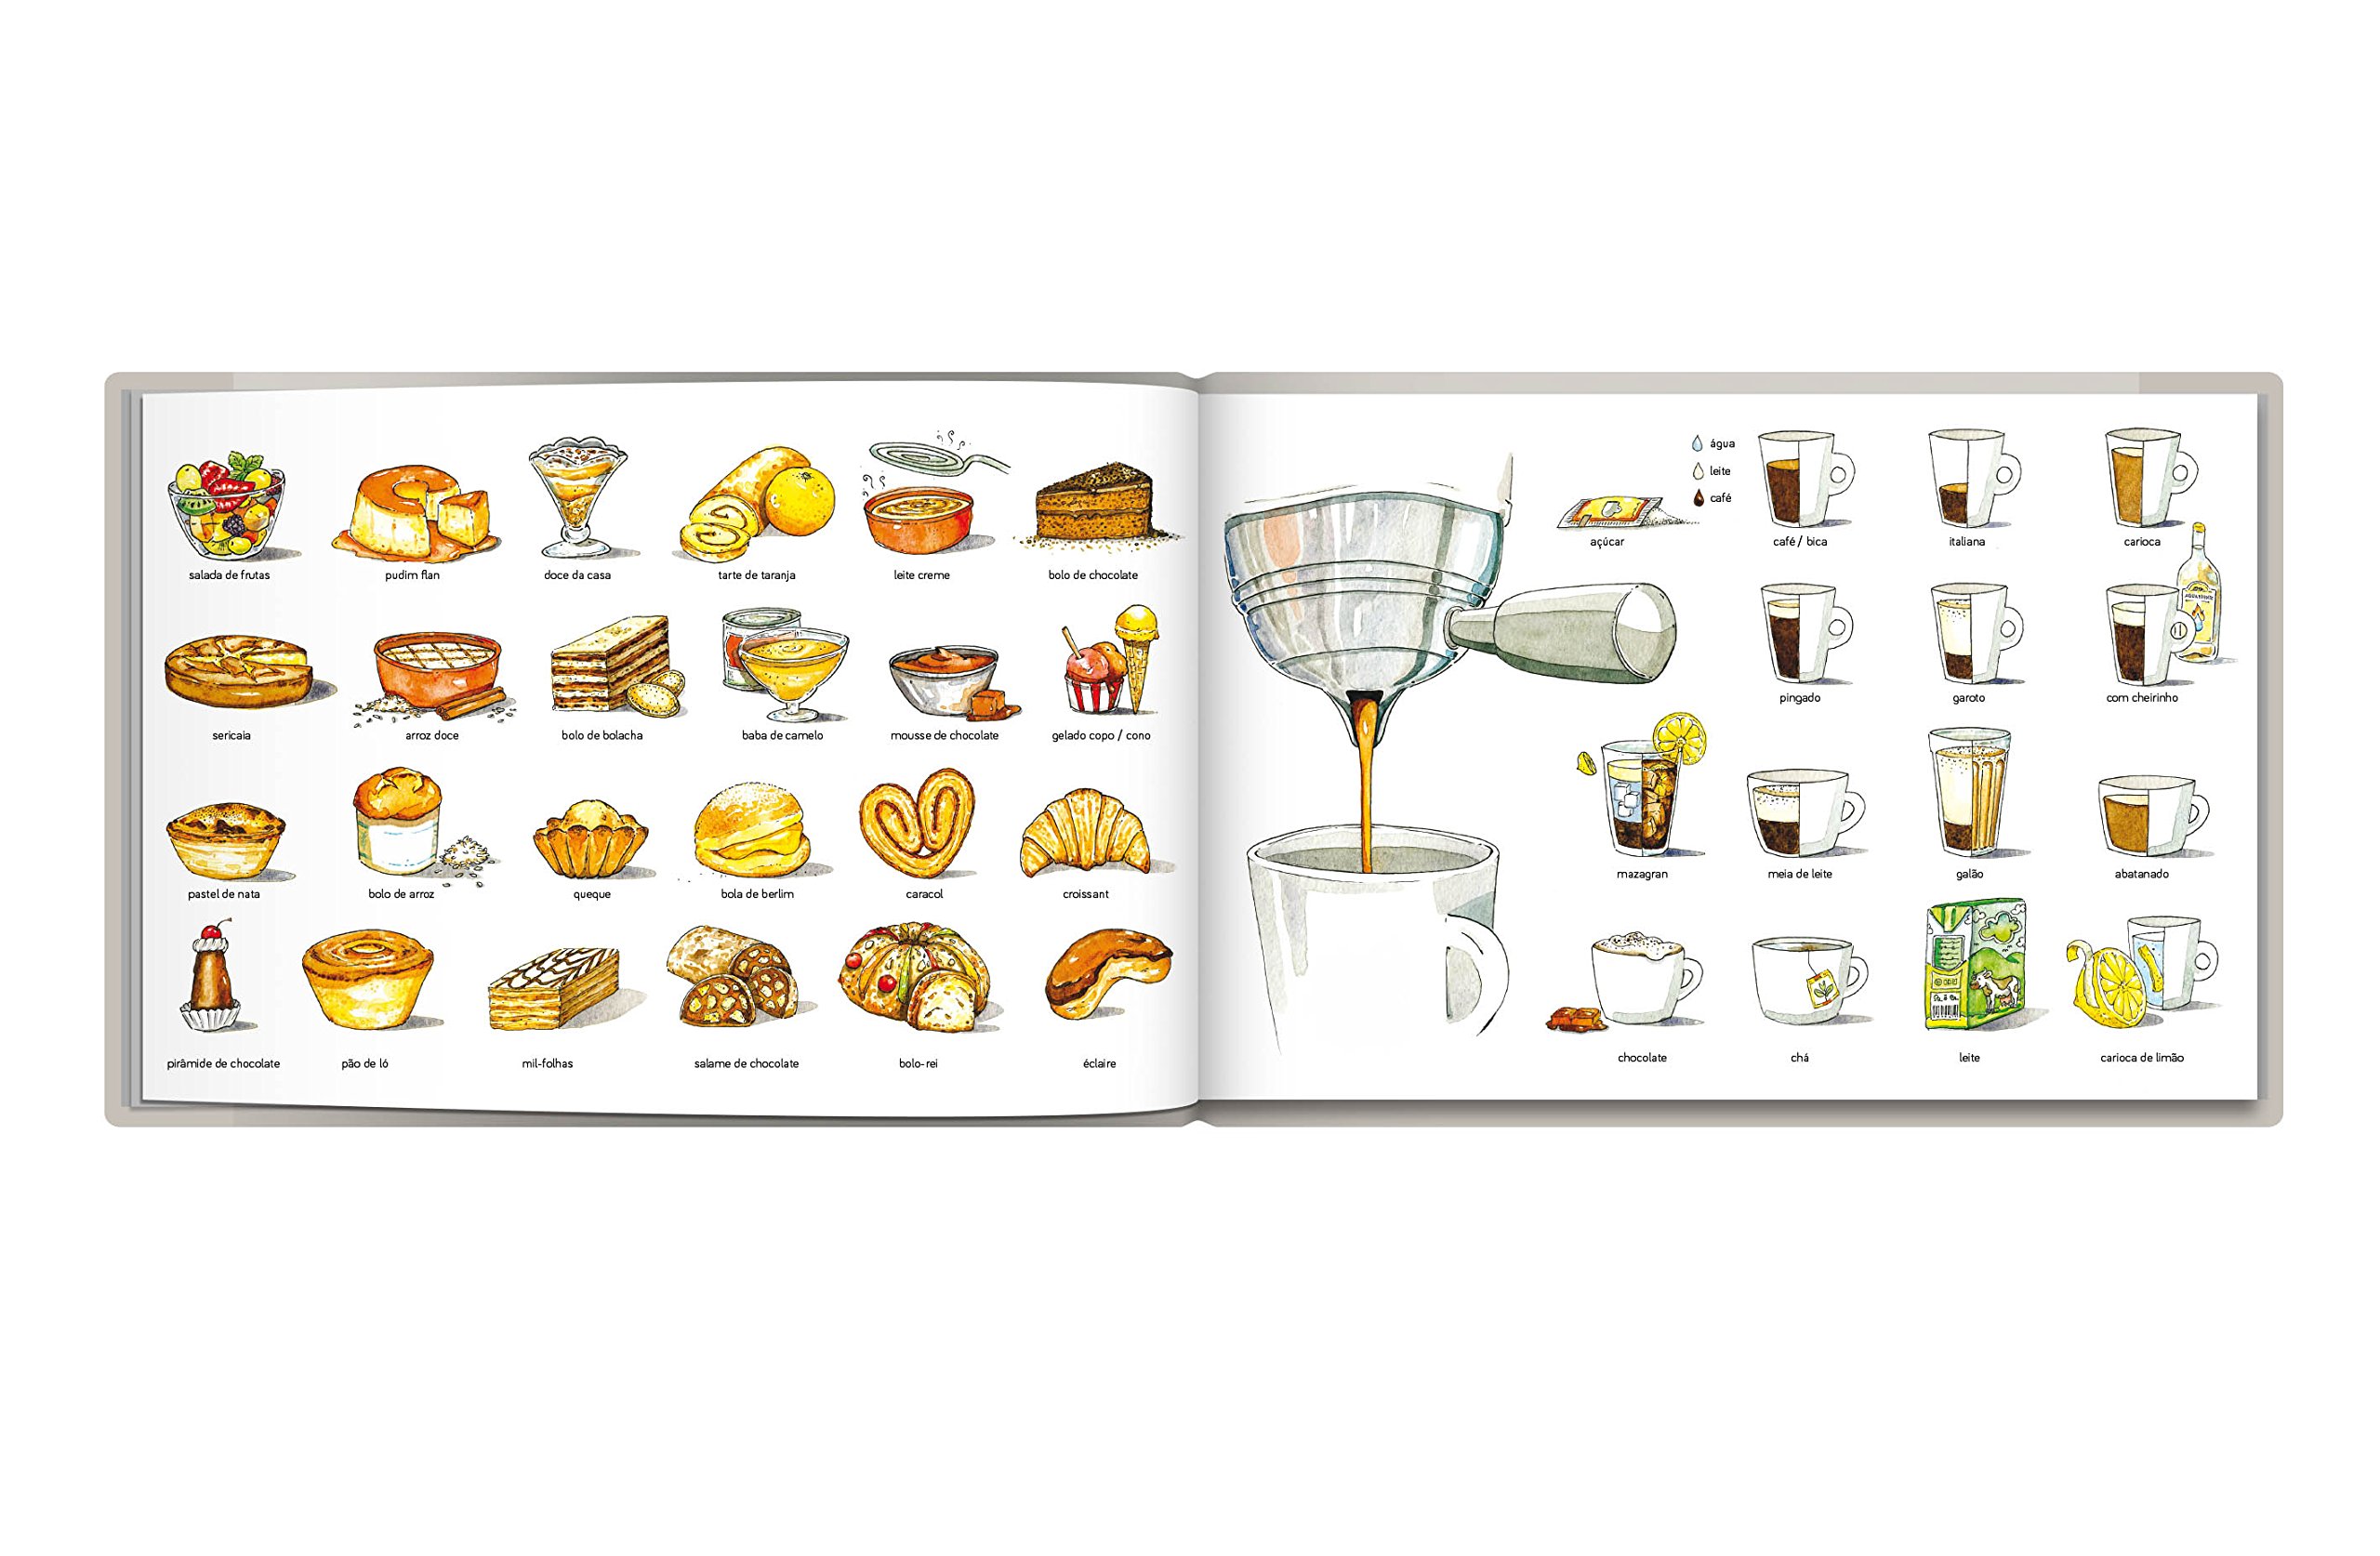 salada de frutas
pudim flan
doce da casa
tarte de taranja
leite creme
bolo de chocolate
sericaia
arroz doce
bolo de bolacha
baba de camelo
mousse de chocolate
gelado copo / cono
pastel de nata
bolo de arroz
queque
bola de berlim
caracol
croissant
pirâmide de chocolate
pão de ló
mil-folhas
salame de chocolate
bolo-rei
éclaire
água
leite
café
açúcar
café / bica
italiana
carioca
pingado
garoto
com cheirinho
mazagran
meia de leite
galão
abatanado
chocolate
chá
leite
carioca de limão